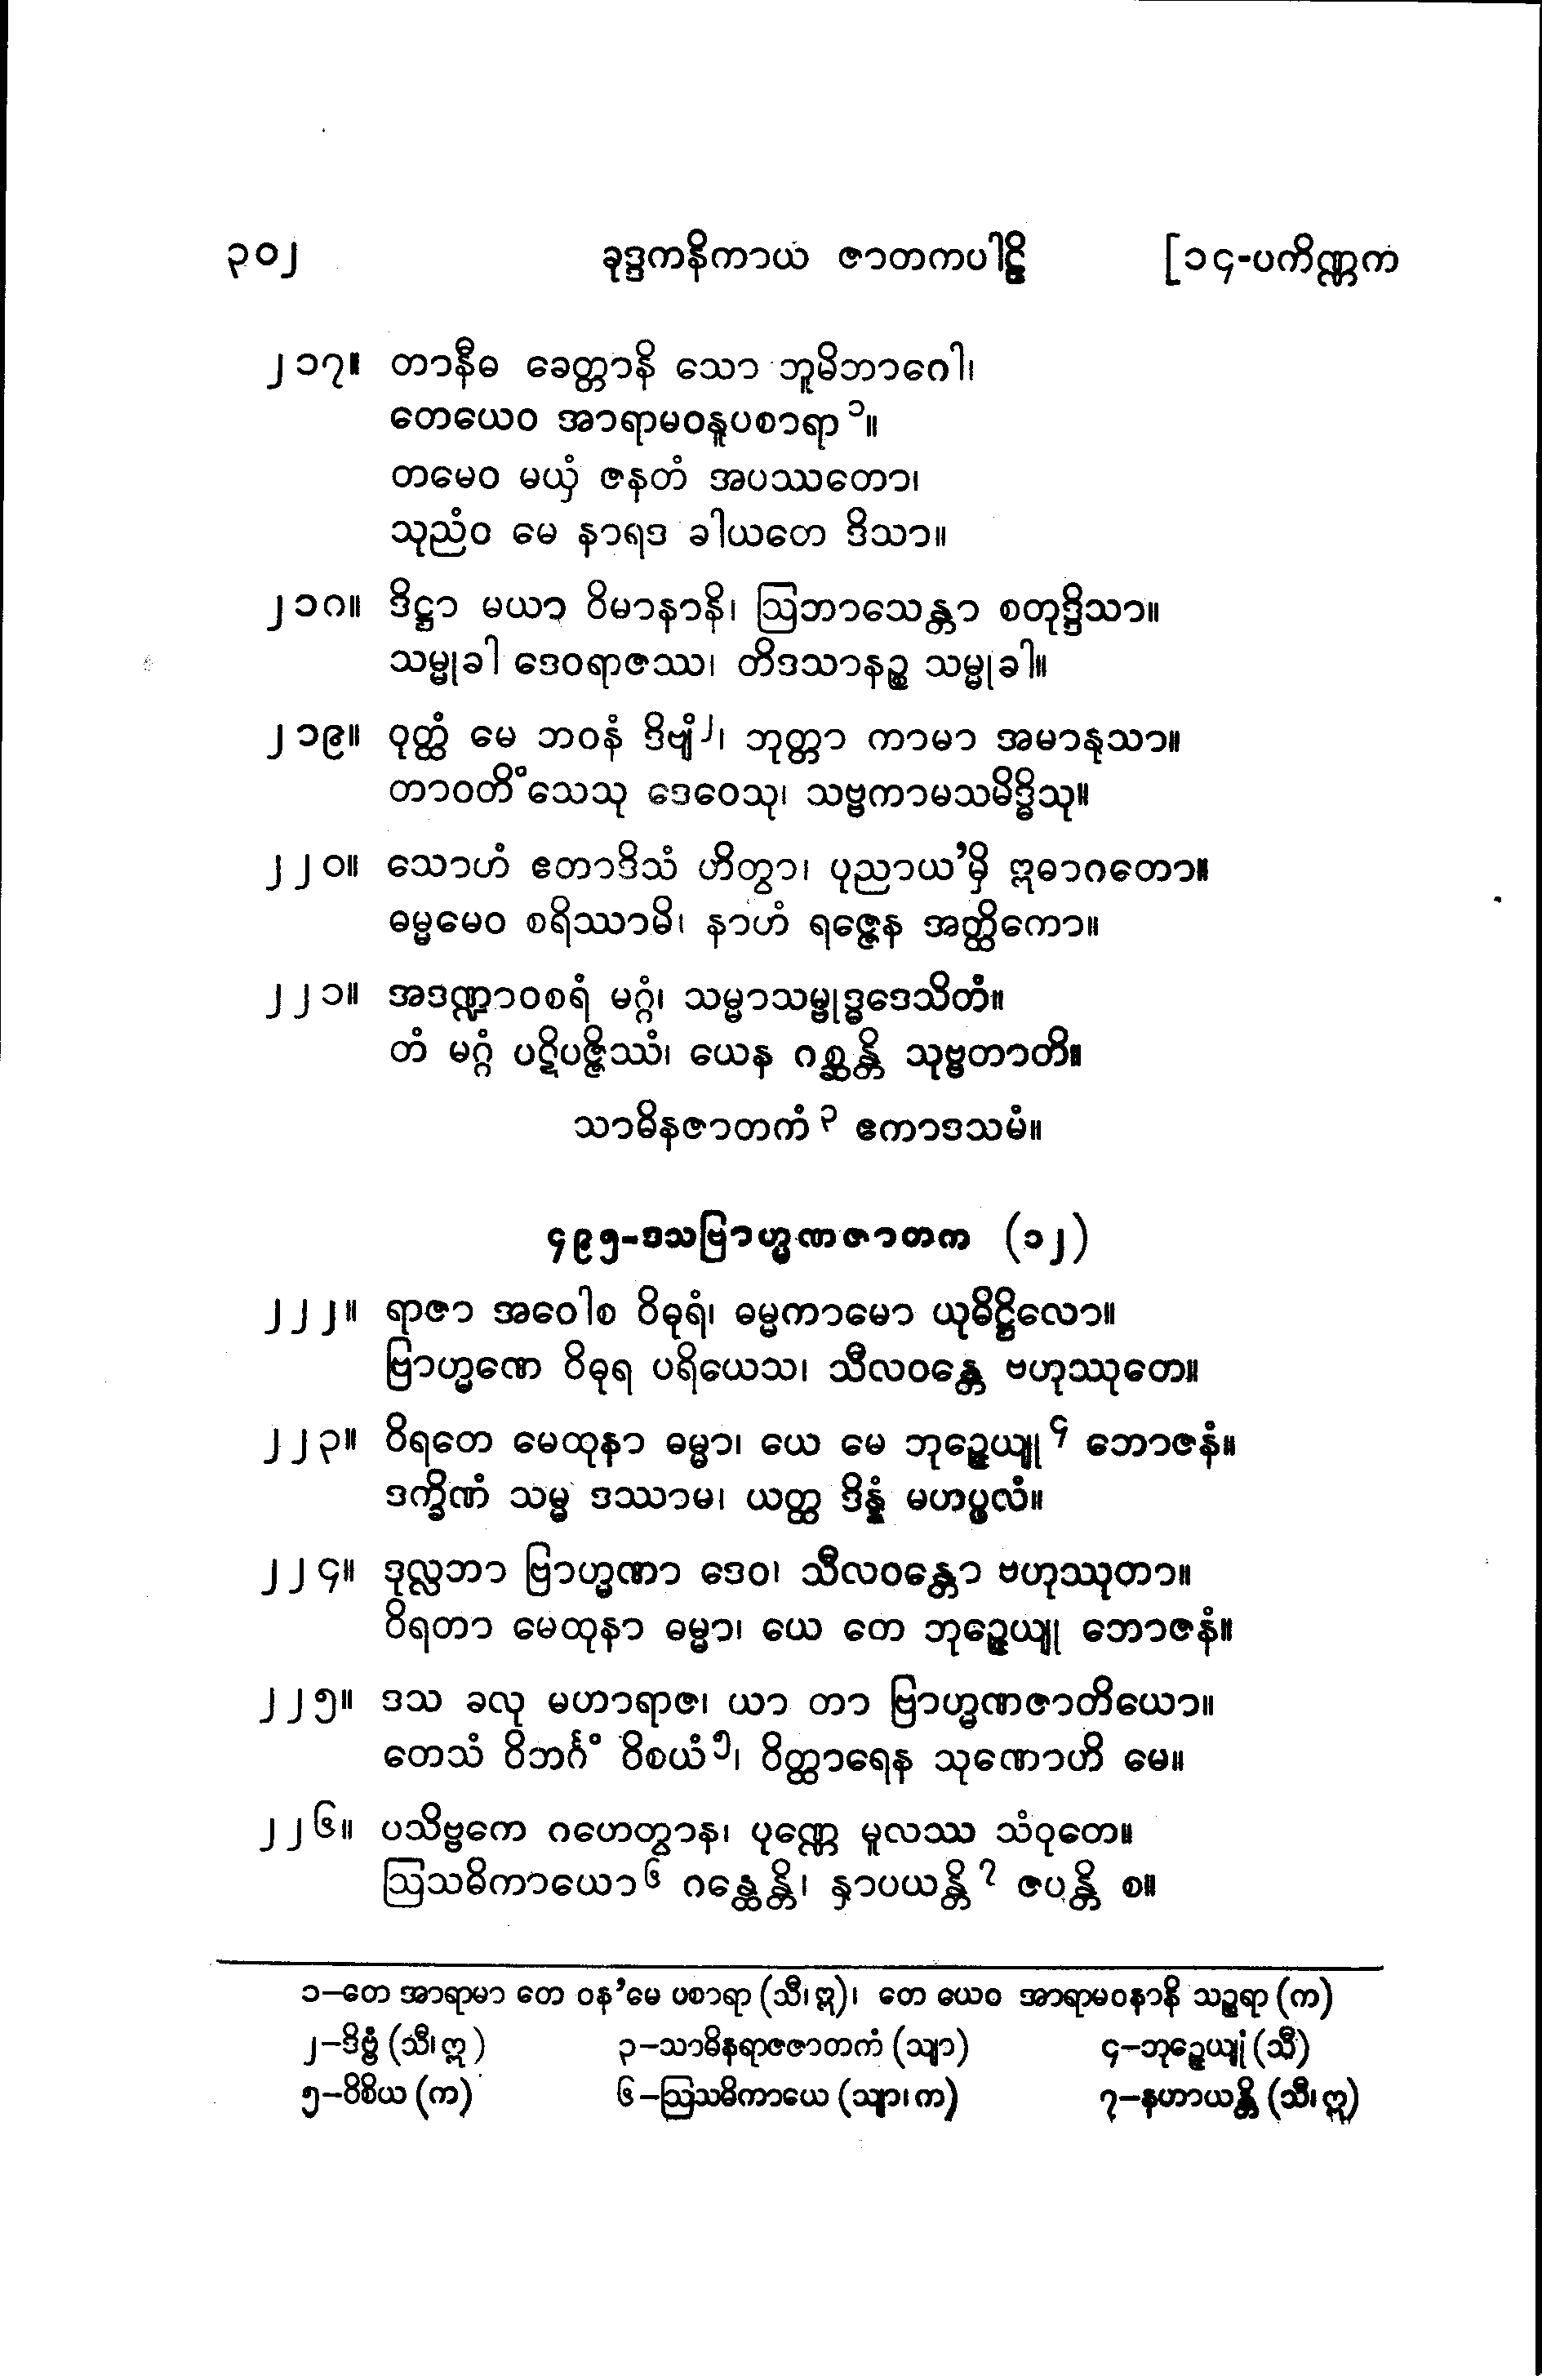 ၃၀၂ ခုဒ္ဒကနိကာယ ဇာတကပါဠိ [၁၄-ပကိဏ္ဏက
၂၁၇။ တာနီဓ ခေတ္တာနိ သော ဘူမိဘာဂေါ၊
တေယေဝ အာရာမဝနူပစာရာ ၁။
တမေဝ မယှံ ဇနတံ အပဿတော၊
သုညံဝ မေ နာရဒ ခါယတေ ဒိသာ။
၂၁၈။ ဒိဋ္ဌာ မယာ ဝိမာနာနိ၊ ဩဘာသေန္တာ စတုဒ္ဒိသာ။
သမ္မုခါ ဒေဝရာဇဿ၊ တိဒသာနဉ္စ သမ္မုခါ။
၂၁၉။ ဝုတ္ထံ မေ ဘဝနံ ဒိဗျံ၂၊ ဘုတ္တာ ကာမာ အမာနုသာ။
တာဝတိံသေသု ဒေဝေသု၊ သဗ္ဗကာမသမိဒ္ဓိသု။
၂၂၀။ သောဟံ ဧတာဒိသံ ဟိတွာ၊ ပုညာယ’မှိ ဣဓာဂတော။
ဓမ္မမေဝ စရိဿာမိ၊ နာဟံ ရဇ္ဇေန အတ္ထိကော။
၂၂၁။ အဒဏ္ဍာဝစရံ မဂ္ဂံ၊ သမ္မာသမ္ဗုဒ္ဓဒေသိတံ။
တံ မဂ္ဂံ ပဋိပဇ္ဇိဿံ၊ ယေန ဂစ္ဆန္တိ သုဗ္ဗတာတိ။
သာဓိနဇာတကံ ၃ ဧကာဒသမံ။
၄၉၅-ဒသဗြာဟ္မဏဇာတက (၁၂)
၂၂၂။ ရာဇာ အဝေါစ ဝိဓုရံ၊ ဓမ္မကာမော ယုဓိဋ္ဌိလော။
ဗြာဟ္မဏေ ဝိဓုရ ပရိယေသ၊ သီလဝန္တေ ဗဟုဿုတေ။
၂၂၃။ ဝိရတေ မေထုနာ ဓမ္မာ၊ ယေ မေ ဘုဉ္ဇေယျု ၄ ဘောဇနံ။
ဒက္ခိဏံ သမ္မ ဒဿာမ၊ ယတ္ထ ဒိန္နံ မဟပ္ဖလံ။
၂၂၄။ ဒုလ္လဘာ ဗြာဟ္မဏာ ဒေဝ၊ သီလဝန္တော ဗဟုဿုတာ။
ဝိရတာ မေထုနာ ဓမ္မာ၊ ယေ တေ ဘုဉ္ဇေယျု ဘောဇနံ။
၂၂၅။ ဒသ ခလု မဟာရာဇ၊ ယာ တာ ဗြာဟ္မဏဇာတိယော။
တေသံ ဝိဘင်္ဂံ ဝိစယံ၅၊ ဝိတ္ထာရေန သုဏောဟိ မေ။
၂၂၆။ ပသိဗ္ဗကေ ဂဟေတွာန၊ ပုဏ္ဏေ မူလဿ သံဝုတေ။
ဩသဓိကာယော၆ ဂန္ထေန္တိ၊ နှာပယန္တိ ၇ ဇပန္တိ စ။
၁–တေ အာရာမာ တေ ဝန’မေ ပစာရာ (သီ၊ ဣ)၊ တေ ယေဝ အာရာမဝနာနိ သဉ္စရာ (က)
၂–ဒိဗ္ဗံ (သီ၊ ဣ) ၃–သာဓိနရာဇဇာတကံ (သျာ) ၄–ဘုဉ္ဇေယျုံ (သီ)
၅–ဝိစိယ (က) ၆–ဩသဓိကာယေ (သျာ၊ က) ၇–နဟာယန္တိ (သီ၊ ဣ)